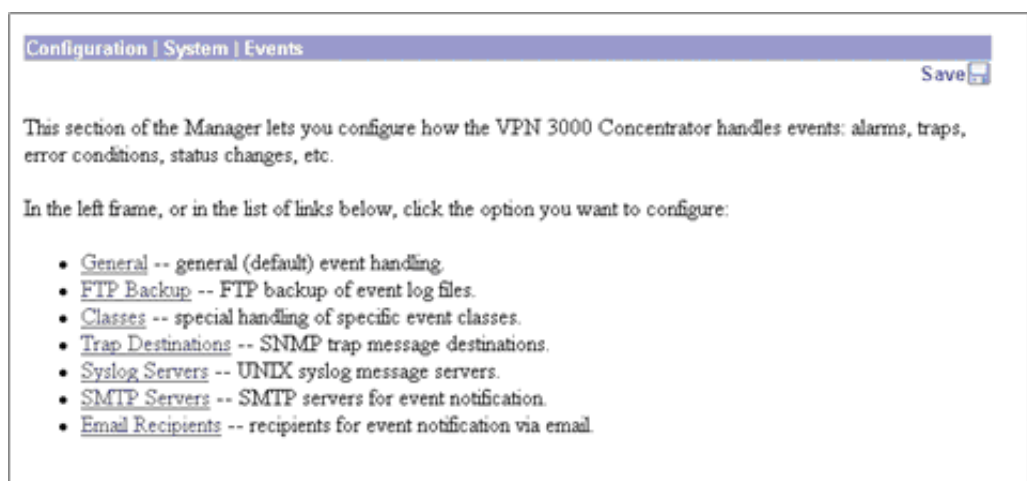 Configuration | System | Events
Save
This section of the Manager lets you configure how the VPN 3000 Concentrator handles events: alarms, traps,
error conditions, status changes, etc.
In the left frame, or in the list of links below, click the option you want to configure:
• General -- general (default) event handling.
• FTP Backup -- FTP backup of event log files.
• Classes -- special handling of specific event classes.
• Trap Destinations -- SNMP trap message destinations.
• Syslog Servers -- UNIX syslog message servers.
• SMTP Servers -- SMTP servers for event notification.
• Email Recipients -- recipients for event notification via email.